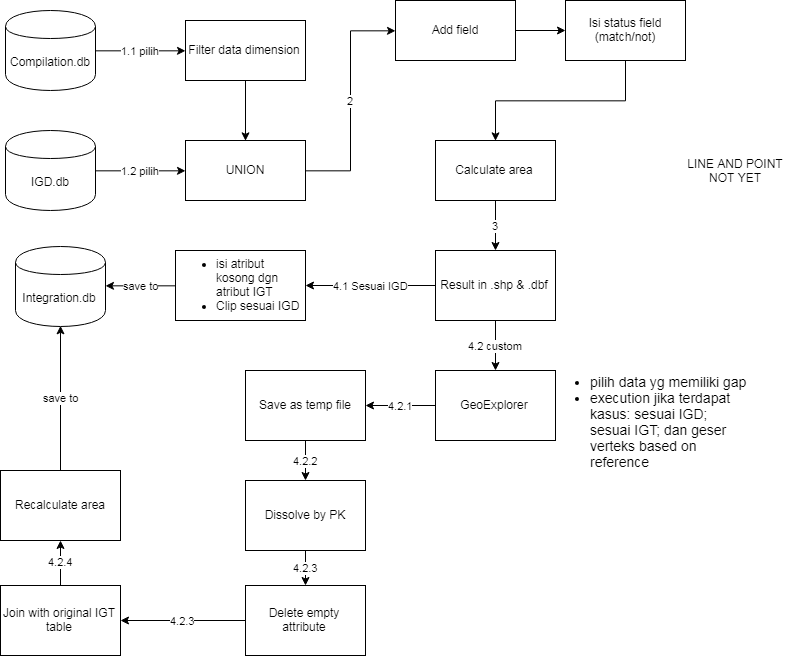 Compilation.db
1.1 pilih
Filter data dimension
Add field
Isi status field
(match/not)
2
IGD.db
1.2 pilih
UNION
Calculate area
LINE AND POINT
NOT YET
3
Integration.db
save to
isi atribut
kosong dgn
atribut IGT
Clip sesuai IGD
4.1 Sesuai IGD
Result in .shp & .dbf
4.2 custom
GeoExplorer
pilih data yg memiliki gap
execution jika terdapat
kasus: sesuai IGD;
sesuai IGT; dan geser
verteks based on
reference
4.2.1
Save as temp file
4.2.2
Dissolve by PK
4.2.3
Delete empty
attribute
4.2.3
Join with original IGT
table
4.2.4
Recalculate area
save to